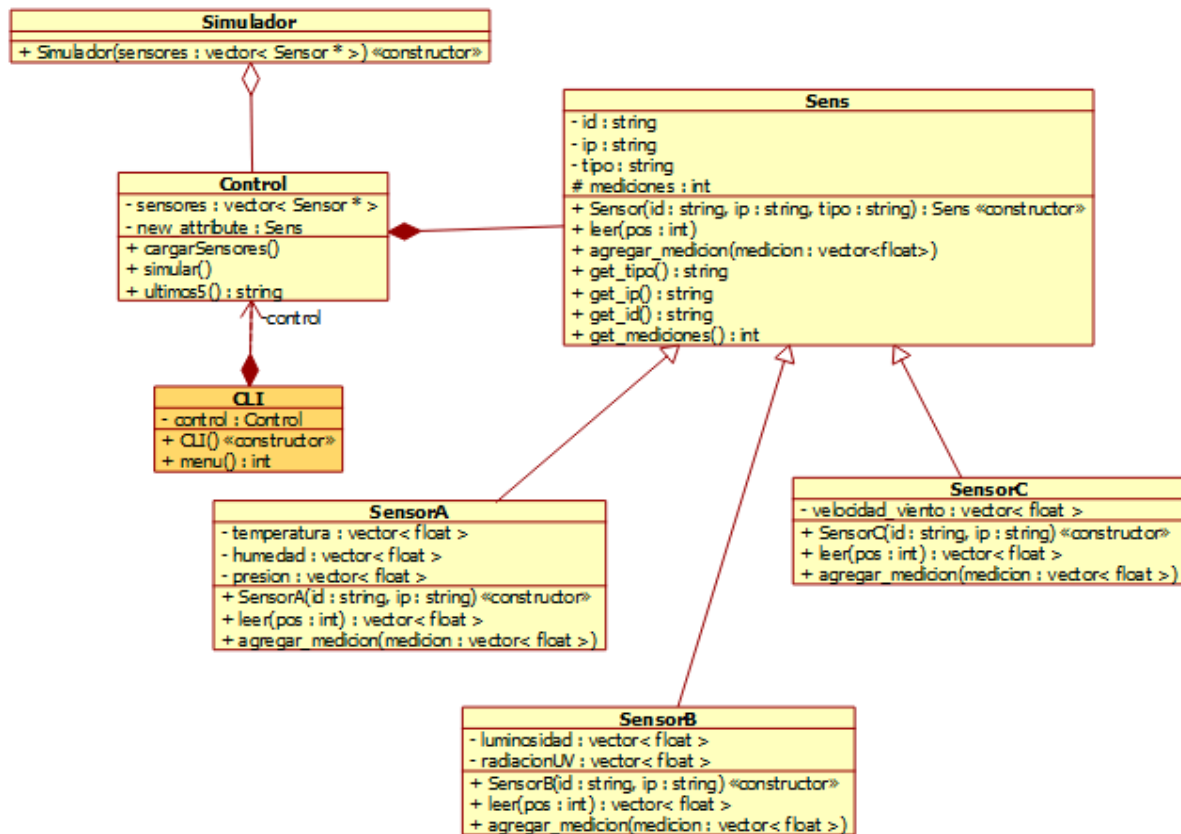 Simulador
+ Simulador(sensores : vector< Sensor * >) «constructor»
Sens
- id : string
- ip : string
- tipo : string
# mediciones : int
+ Sensor(id : string, ip : string, tipo : string) : Sens «constructor»
+ leer(pos : int)
+ agregar_medicion(medicion : vector<float>)
+ get_tipo() : string
+ get_ip() : string
+ get_id() : string
+ get_mediciones() : int
Control
- sensores : vector< Sensor * >
- new_attribute : Sens
+ cargarSensores()
+ simular()
+ ultimos5() : string
-control
CLI
- control : Control
+ CLI() «constructor»
+ menu() : int
SensorA
- temperatura : vector< float >
- humedad : vector< float >
- presion : vector< float >
+ SensorA(id : string, ip : string) «constructor»
+ leer(pos : int) : vector< float >
+ agregar_medicion(medicion : vector< float >)
SensorC
- velocidad_viento : vector< float >
+ SensorC(id : string, ip : string) «constructor»
+ leer(pos : int) : vector< float >
+ agregar_medicion(medicion : vector< float >)
SensorB
- luminosidad : vector< float >
- radiacionUV : vector< float >
+ SensorB(id : string, ip : string) «constructor»
+ leer(pos : int) : vector< float >
+ agregar_medicion(medicion : vector< float >)